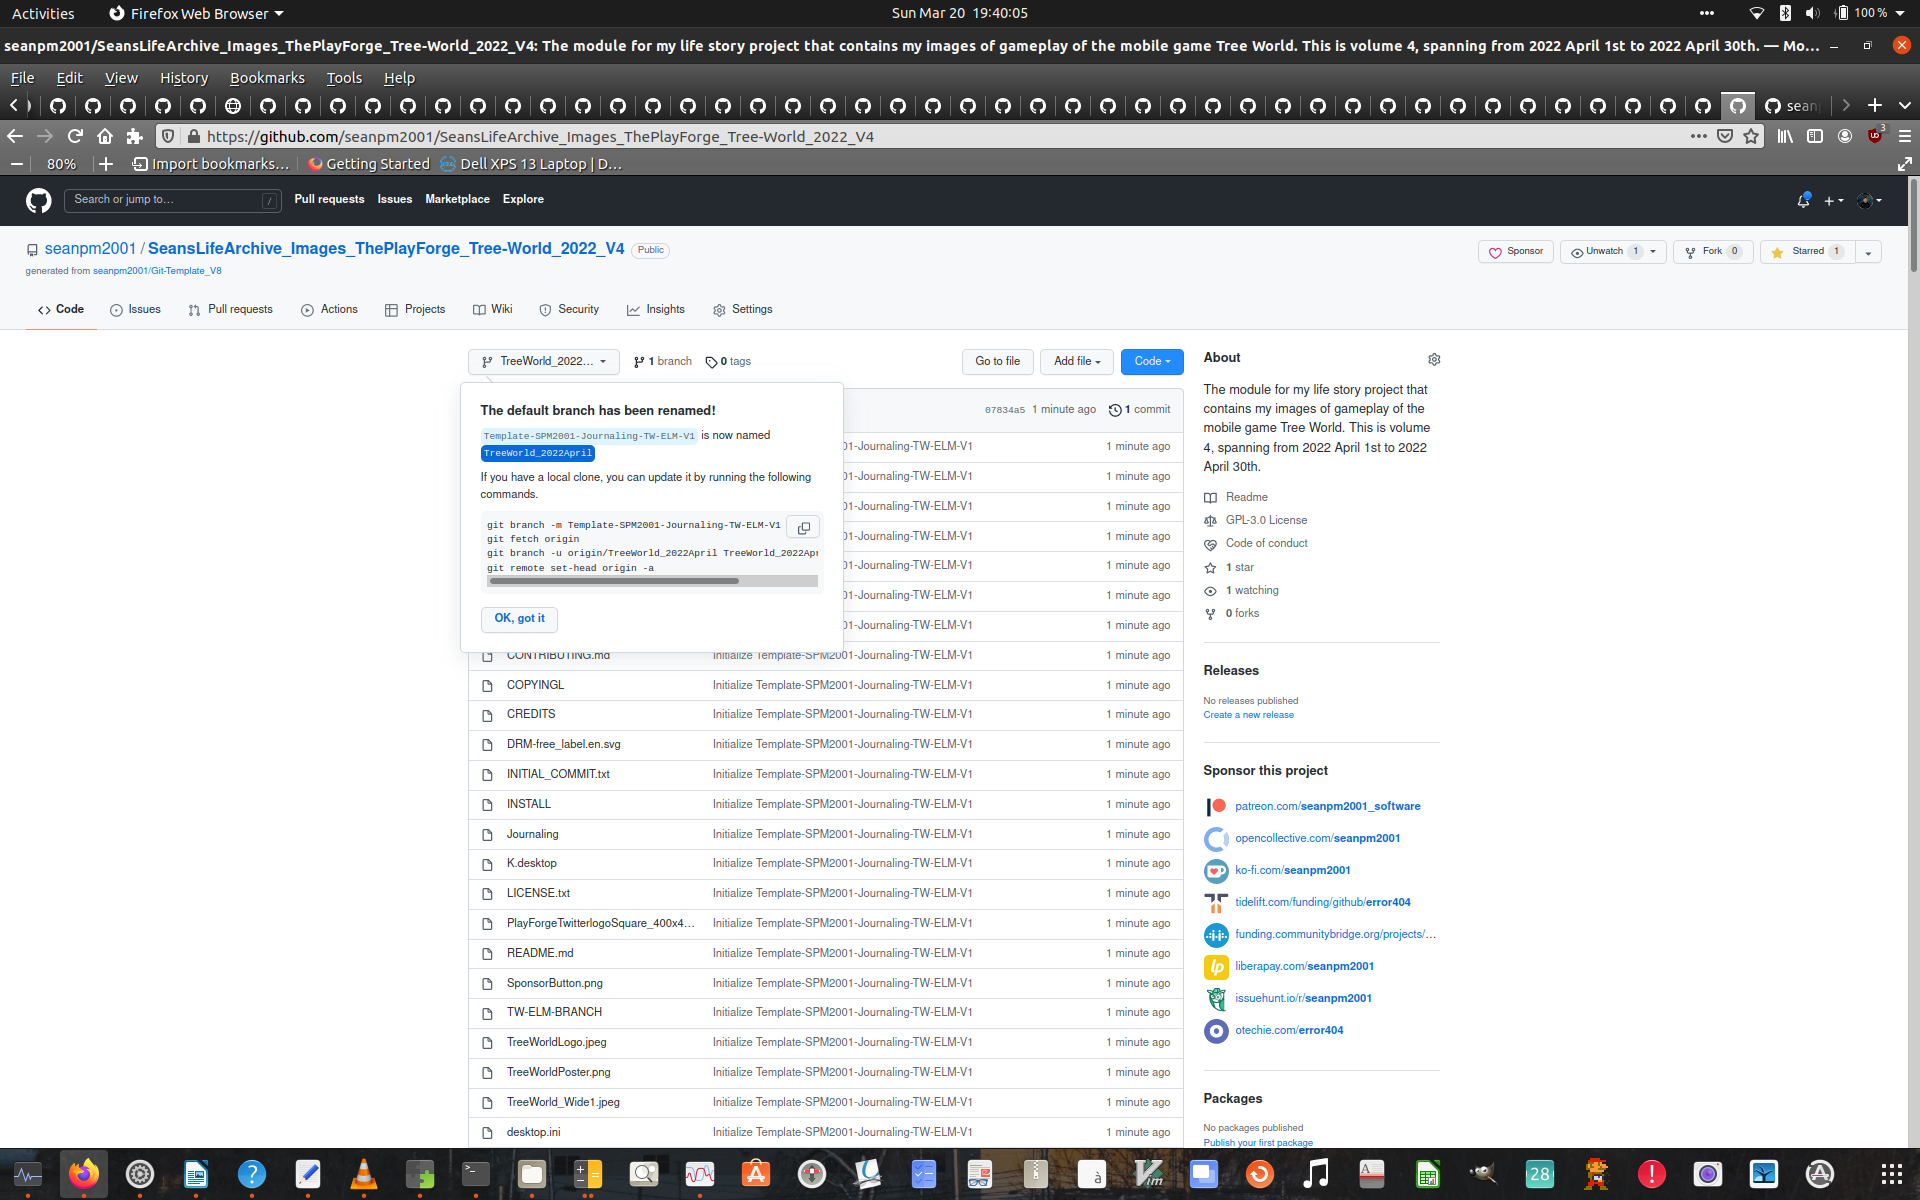 Activities Firefox Web Browser Sun Mar 20 19:40:05 100 %
seanpm2001/SeansLifeArchive_Images_ThePlayForge_Tree-World_2022_V4: The module for my life story project that contains my images of gameplay of the mobile game Tree World. This is volume 4, spanning from 2022 April 1st to 2022 April 30th. — Mo…
File Edit View History Bookmarks Tools Help
sean
https://github.com/seanpm2001/SeansLifeArchive_Images_ThePlayForge_Tree-World_2022_V4 3
80% Import bookmarks… Getting Started Dell XPS 13 Laptop | D…
Search or jump to… / Pull requests Issues Marketplace Explore
seanpm2001 / SeansLifeArchive_Images_ThePlayForge_Tree-World_2022_V4 Public
generated from seanpm2001/Git-Template_V8
Sponsor Unwatch 1 Fork 0 Starred 1
Code Issues Pull requests Actions Projects Wiki Security Insights Settings
TreeWorld_2022… 1 branch 0 tags Go to file Add file Code
The default branch has been renamed!
Template-SPM2001-Journaling-TW-ELM-V1 is now named
TreeWorld_2022April
If you have a local clone, you can update it by running the following
commands.
git branch -m Template-SPM2001-Journaling-TW-ELM-V1
git fetch origin
git branch -u origin/TreeWorld_2022April TreeWorld_2022Apr
git remote set-head origin -a
OK, got it
07834a5 1 minute ago 1 commit
01-Journaling-TW-ELM-V1 1 minute ago
01-Journaling-TW-ELM-V1 1 minute ago
01-Journaling-TW-ELM-V1 1 minute ago
01-Journaling-TW-ELM-V1 1 minute ago
01-Journaling-TW-ELM-V1 1 minute ago
01-Journaling-TW-ELM-V1 1 minute ago
01-Journaling-TW-ELM-V1 1 minute ago
CONTRIBUTING.md Initialize Template-SPM2001-Journaling-TW-ELM-V1 1 minute ago
COPYINGL Initialize Template-SPM2001-Journaling-TW-ELM-V1 1 minute ago
CREDITS Initialize Template-SPM2001-Journaling-TW-ELM-V1 1 minute ago
DRM-free_label.en.svg Initialize Template-SPM2001-Journaling-TW-ELM-V1 1 minute ago
INITIAL_COMMIT.txt Initialize Template-SPM2001-Journaling-TW-ELM-V1 1 minute ago
INSTALL Initialize Template-SPM2001-Journaling-TW-ELM-V1 1 minute ago
Journaling Initialize Template-SPM2001-Journaling-TW-ELM-V1 1 minute ago
K.desktop Initialize Template-SPM2001-Journaling-TW-ELM-V1 1 minute ago
LICENSE.txt Initialize Template-SPM2001-Journaling-TW-ELM-V1 1 minute ago
PlayForgeTwitterlogoSquare_400x4… Initialize Template-SPM2001-Journaling-TW-ELM-V1 1 minute ago
README.md Initialize Template-SPM2001-Journaling-TW-ELM-V1 1 minute ago
SponsorButton.png Initialize Template-SPM2001-Journaling-TW-ELM-V1 1 minute ago
TW-ELM-BRANCH Initialize Template-SPM2001-Journaling-TW-ELM-V1 1 minute ago
TreeWorldLogo.jpeg Initialize Template-SPM2001-Journaling-TW-ELM-V1 1 minute ago
TreeWorldPoster.png Initialize Template-SPM2001-Journaling-TW-ELM-V1 1 minute ago
TreeWorld_Wide1.jpeg Initialize Template-SPM2001-Journaling-TW-ELM-V1 1 minute ago
desktop.ini Initialize Template-SPM2001-Journaling-TW-ELM-V1 1 minute ago
About
The module for my life story project that
contains my images of gameplay of the
mobile game Tree World. This is volume
4, spanning from 2022 April 1st to 2022
April 30th.
Readme
GPL-3.0 License
Code of conduct
1 star
1 watching
0 forks
Releases
No releases published
Create a new release
Sponsor this project
patreon.com/seanpm2001_software
opencollective.com/seanpm2001
ko-fi.com/seanpm2001
tidelift.com/funding/github/error404
funding.communitybridge.org/projects/…
liberapay.com/seanpm2001
issuehunt.io/r/seanpm2001
otechie.com/error404
Packages
No packages published
Publish your first package
28